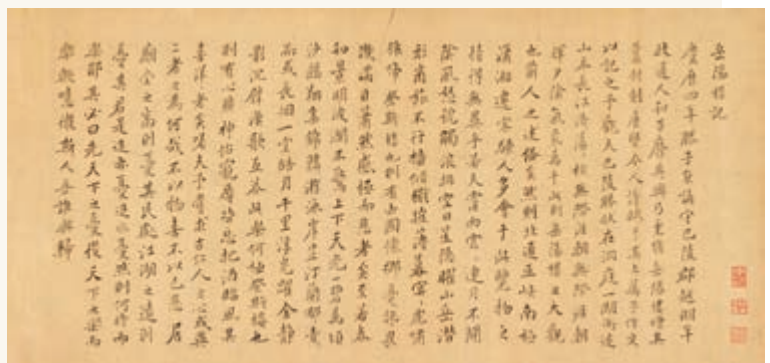 岳陽樓記
慶曆四年滕子京謫守巴陵郡越明年
政通人和百廢具興乃重修岳陽樓增其
舊制刻唐賢今人詩賦于其上屬予作文
以記之予觀夫巴陵勝狀在洞庭一湖銜遠
山吞長江浩浩湯湯橫無際涯朝
暉夕陰氣象萬千此則岳陽樓之大觀
也前人之述備矣然則北通巫峽南極
瀟湘遷客騷人多會于此覽物之
情得無異乎若夫霪雨霏霏連月不開
陰風怒號濁浪排空日星隱曜山岳潛
形商旅不行檣傾楫摧薄暮冥冥虎嘯
猿啼登斯樓也則有去國懷鄉憂讒畏
譏滿目蕭然感極而悲者矣至若春
和景明波瀾不驚上下天光一碧萬頃
沙鷗翔集錦鱗游泳岸芷汀蘭郁郁青青
而或長烟一空皓月千里浮光耀金靜
影沉璧漁歌互答此樂何極登斯樓也
則有心曠神怡寵辱皆忘把酒臨風其
喜洋洋者矣嗟夫予嘗求古仁人之心或異
二者之為何哉不以物喜不以己悲居
廟堂之高則憂其民處江湖之遠則
憂其君是進亦憂退亦憂然則何時而
樂耶其必曰先天下之憂後天下之樂而
樂歟噫微斯人吾誰與歸